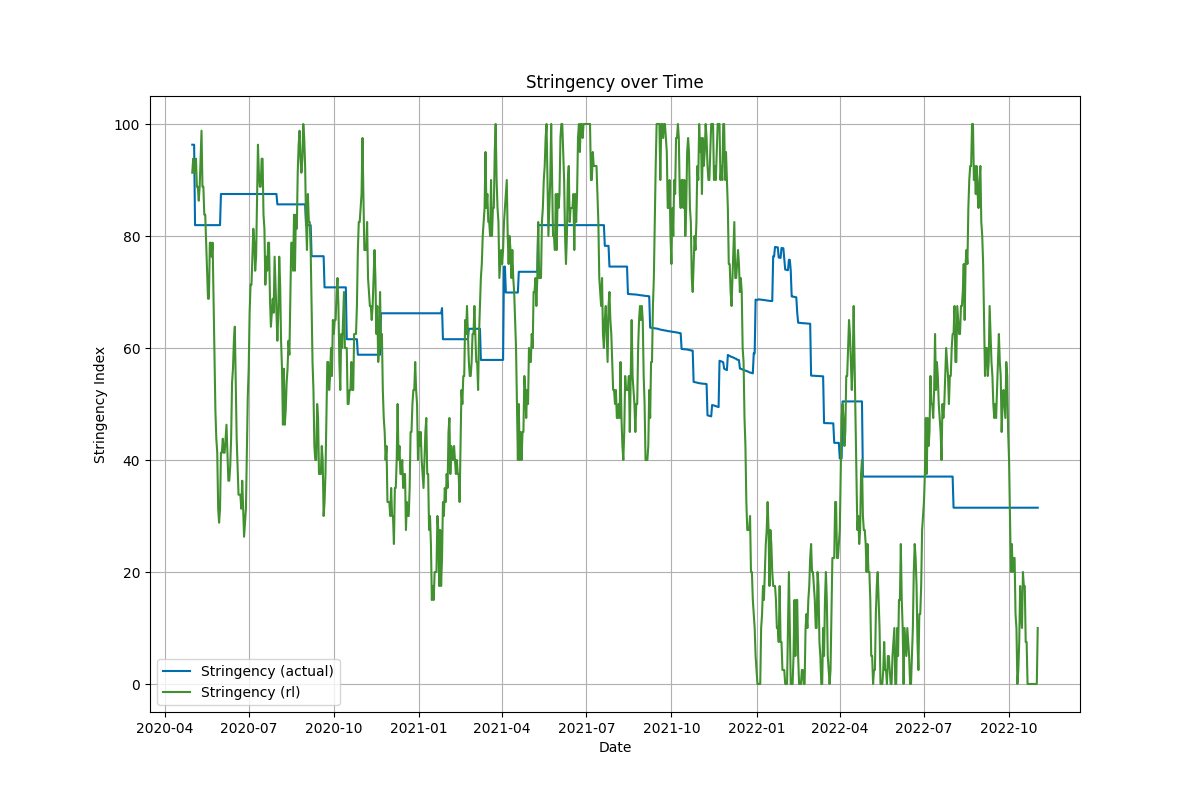 Stringency over Time
Stringency Index
100
80
60
40
20
0
Stringency (actual)
Stringency (rl)
2020-04 2020-07 2020-10 2021-01 2021-04 2021-07 2021-10 2022-01 2022-04 2022-07 2022-10
Date